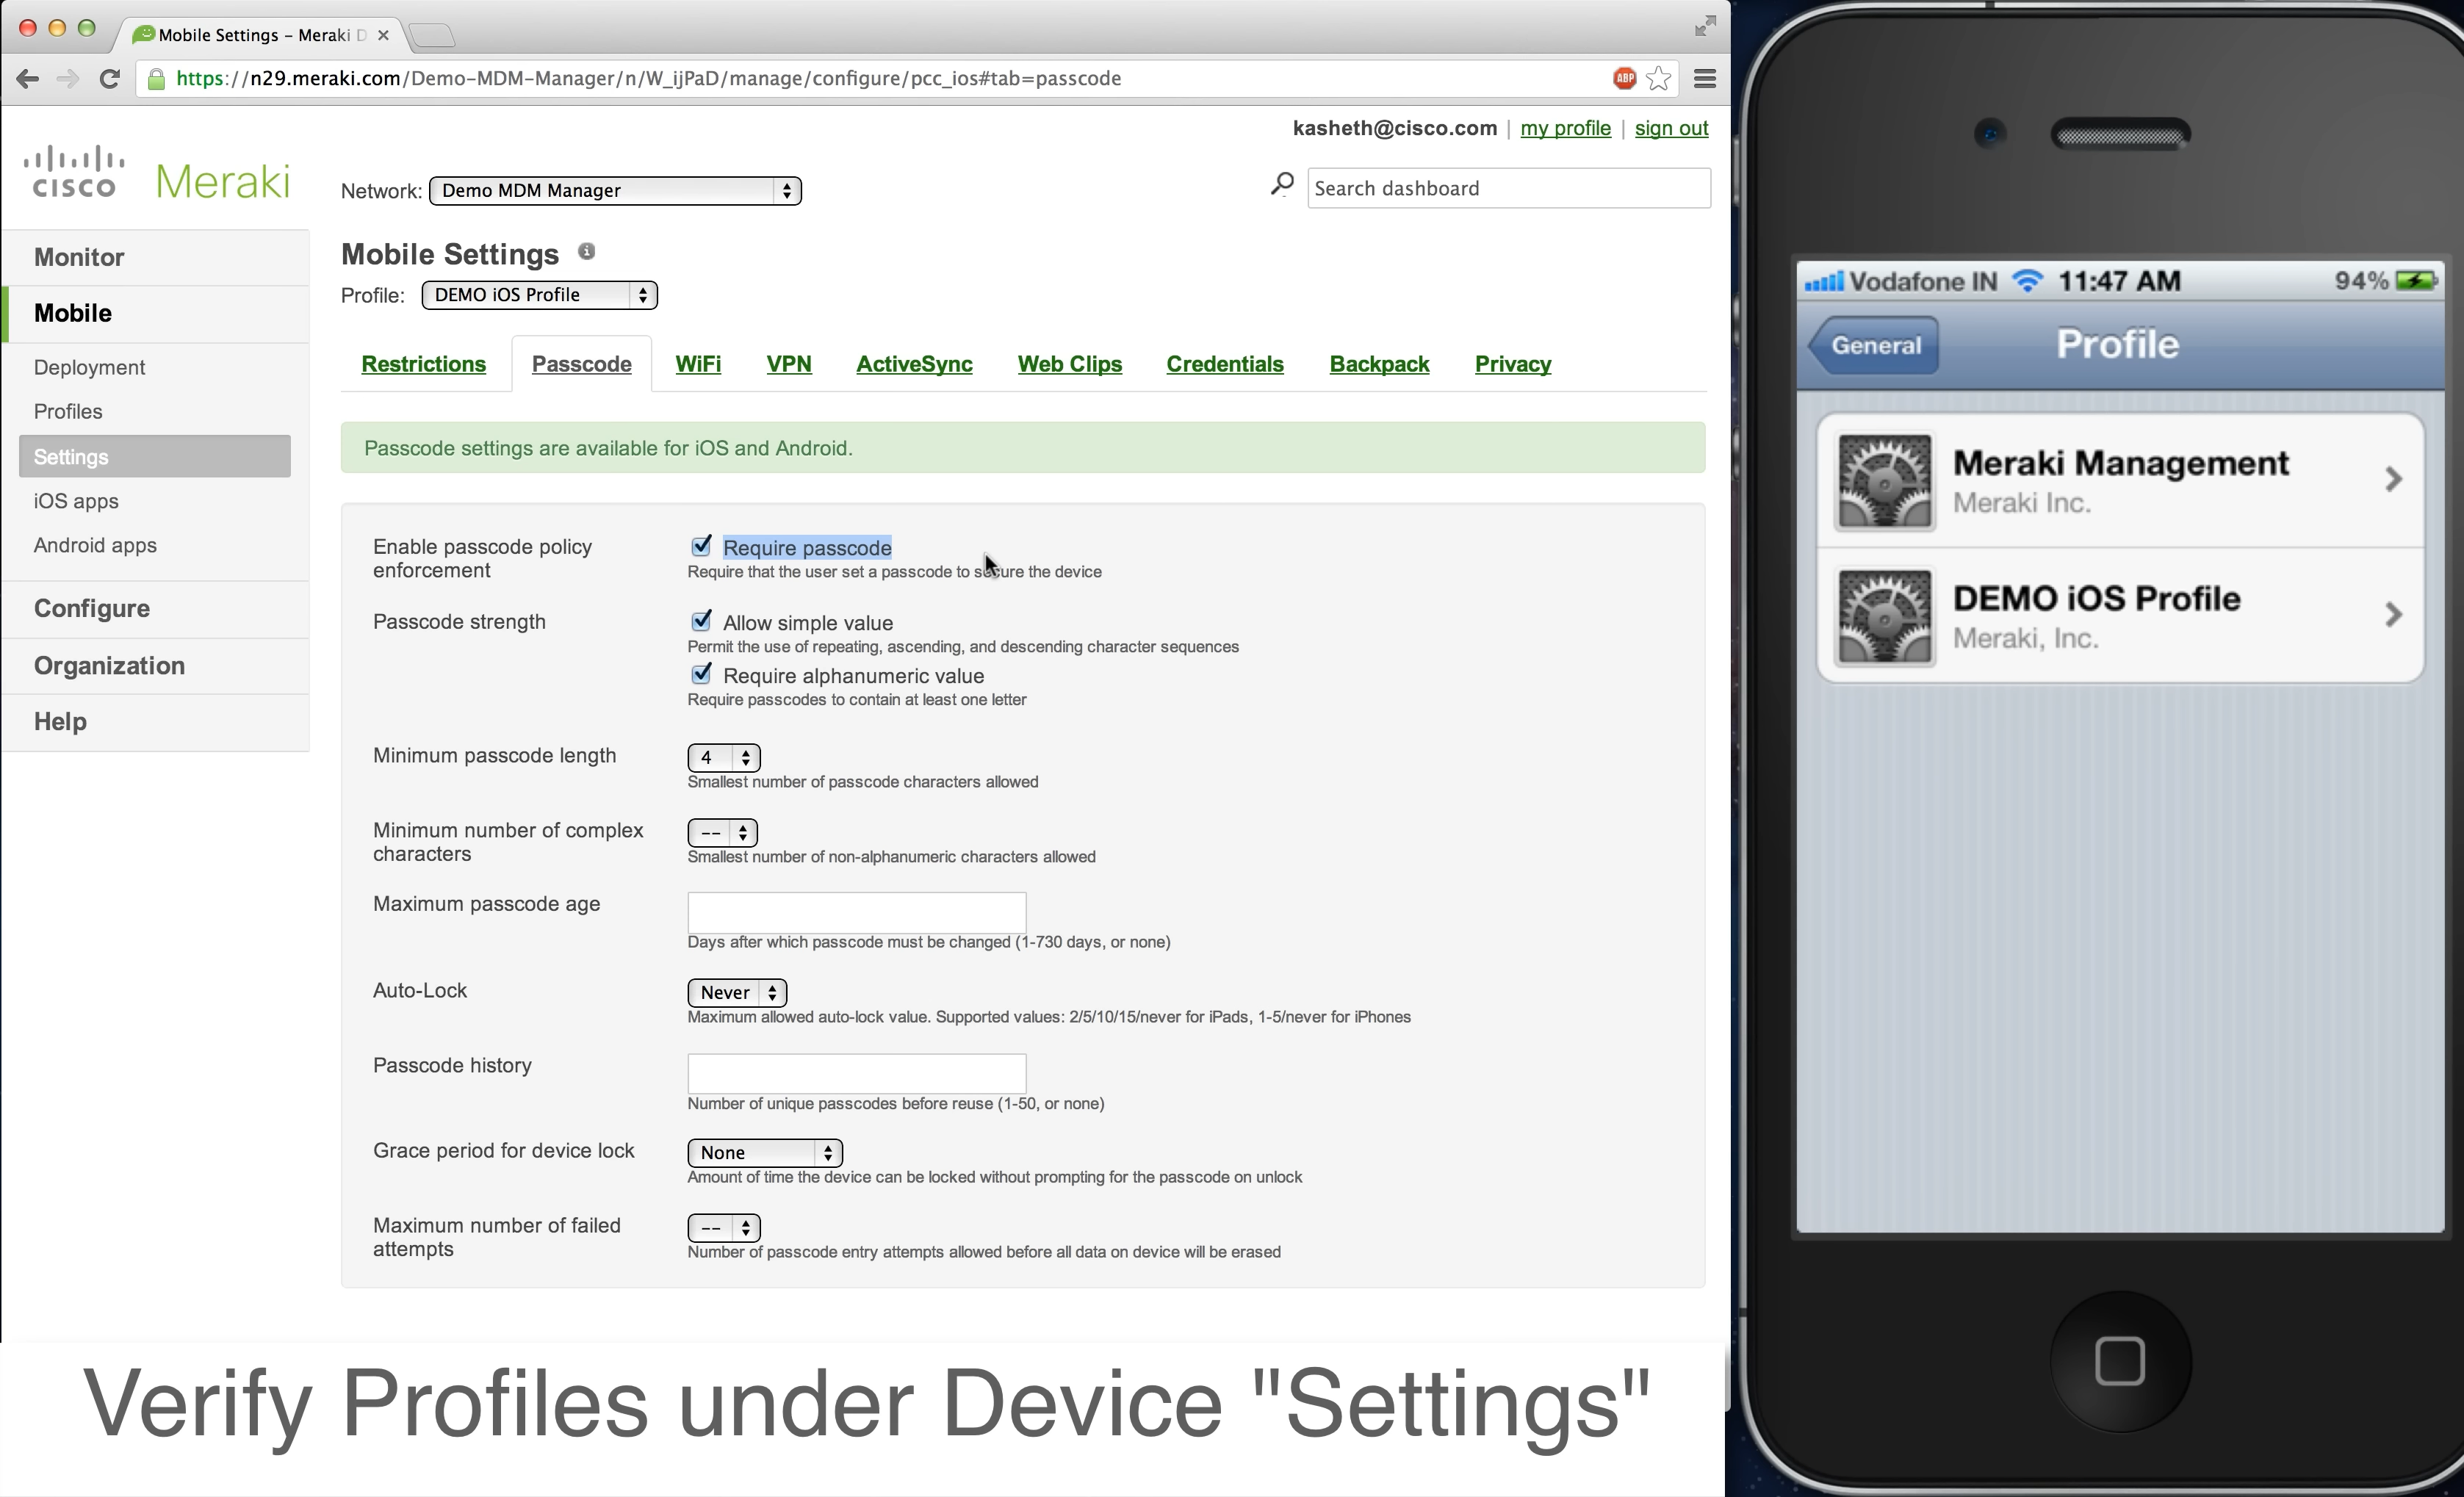 Mobile Settings – Meraki D
https://n29.meraki.com/Demo-MDM-Manager/n/W_ijPaD/manage/configure/pcc_ios#tab=passcode
ABP
kasheth@cisco.com | my profile | sign out
CISCO Meraki
Network: Demo MDM Manager
Search dashboard
Monitor
Mobile
Deployment
Profiles
Settings
iOS apps
Android apps
Configure
Organization
Help
Mobile Settings
Profile: DEMO iOS Profile
Restrictions Passcode WiFi VPN ActiveSync Web Clips Credentials Backpack Privacy
Passcode settings are available for iOS and Android.
Enable passcode policy
enforcement
Require passcode
Require that the user set a passcode to secure the device
Passcode strength
Allow simple value
Permit the use of repeating, ascending, and descending character sequences
Require alphanumeric value
Require passcodes to contain at least one letter
Minimum passcode length
4
Smallest number of passcode characters allowed
Minimum number of complex
characters
--
Smallest number of non-alphanumeric characters allowed
Maximum passcode age
Days after which passcode must be changed (1-730 days, or none)
Auto-Lock
Never
Maximum allowed auto-lock value. Supported values: 2/5/10/15/never for iPads, 1-5/never for iPhones
Passcode history
Number of unique passcodes before reuse (1-50, or none)
Grace period for device lock
None
Amount of time the device can be locked without prompting for the passcode on unlock
Maximum number of failed
attempts
--
Number of passcode entry attempts allowed before all data on device will be erased
Verify Profiles under Device "Settings"
Vodafone IN 11:47 AM 94%
General
Profile
Meraki Management
Meraki Inc.
DEMO iOS Profile
Meraki, Inc.